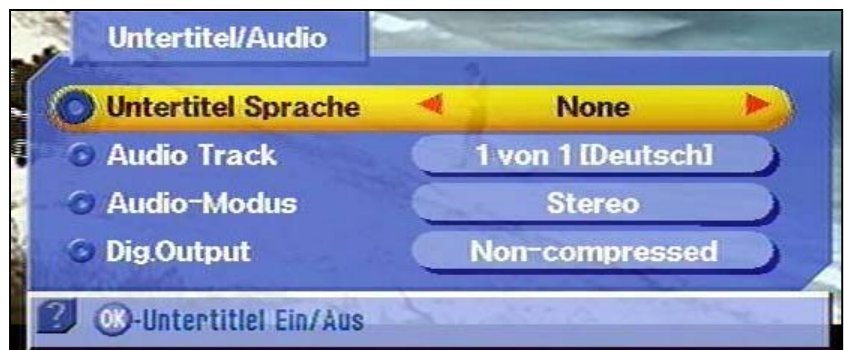 Untertitel/Audio
Untertitel Sprache None
Audio Track 1 von 1 [Deutsch]
Audio-Modus Stereo
Dig.Output Non-compressed
? OK-Untertitlel Ein/Aus